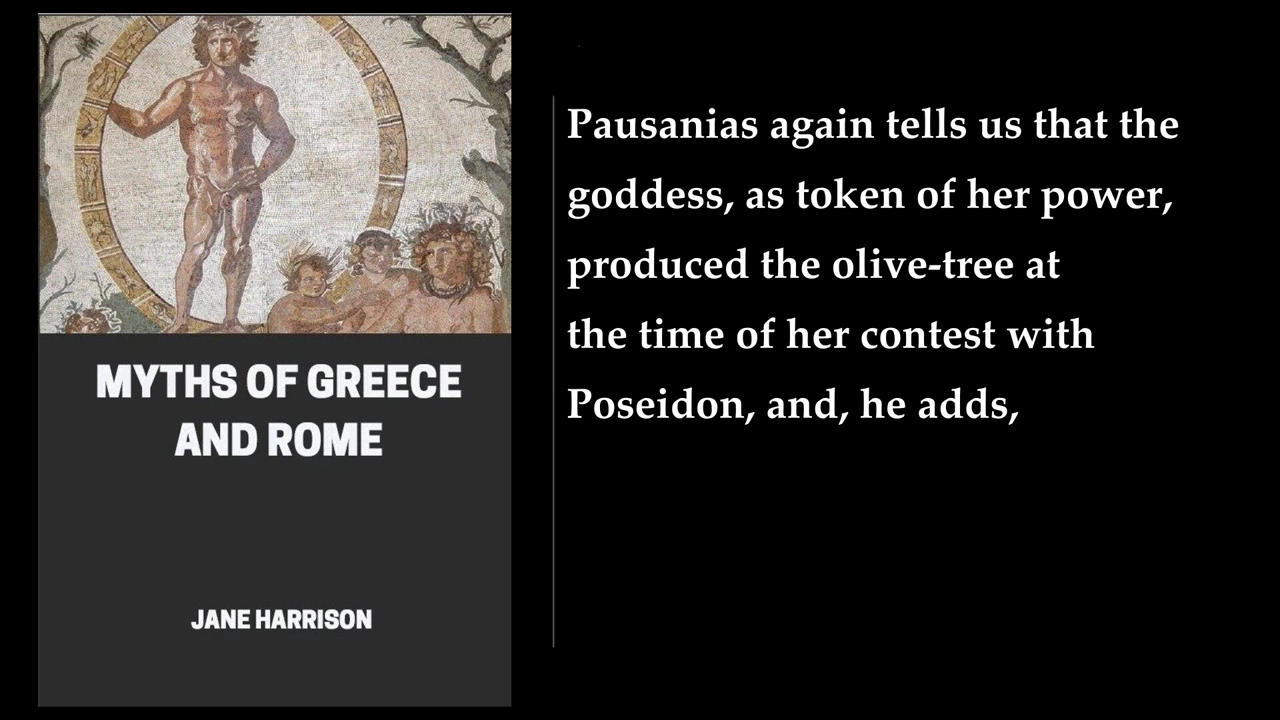 MYTHS OF GREECE
AND ROME
JANE HARRISON
Pausanias again tells us that the
goddess, as token of her power,
produced the olive-tree at
the time of her contest with
Poseidon, and, he adds,